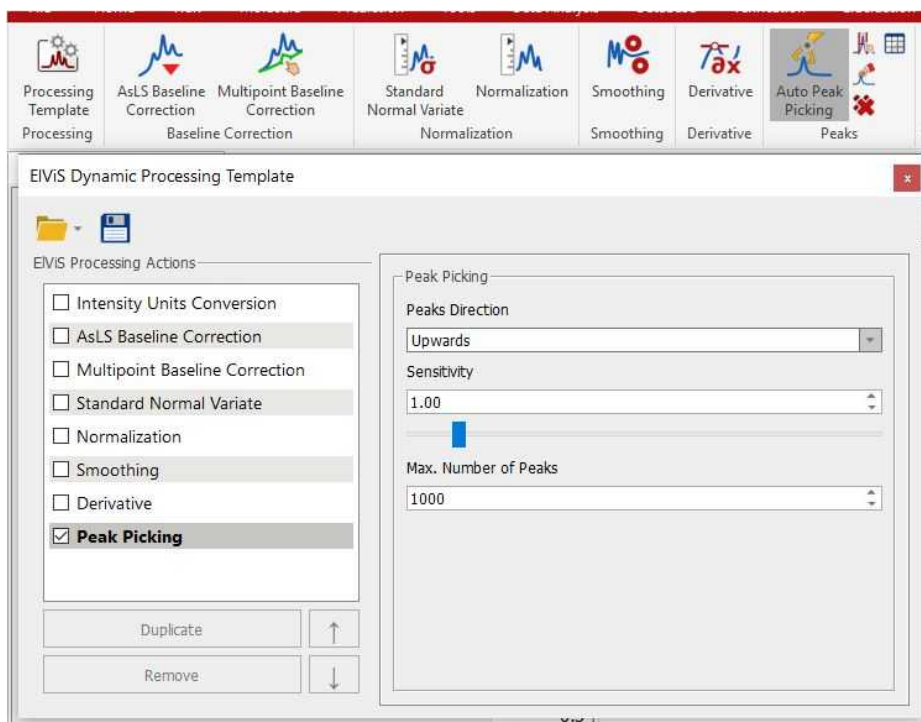 Processing Template
AsLS Baseline Correction
Multipoint Baseline Correction
Standard Normal Variate
Normalization
Smoothing
Derivative
Auto Peak Picking
Processing
Baseline Correction
Normalization
Smoothing
Derivative
Peaks
ElViS Dynamic Processing Template
ElViS Processing Actions
Intensity Units Conversion
AsLS Baseline Correction
Multipoint Baseline Correction
Standard Normal Variate
Normalization
Smoothing
Derivative
Peak Picking
Duplicate
Remove
Peak Picking
Peaks Direction
Upwards
Sensitivity
1.00
Max. Number of Peaks
1000